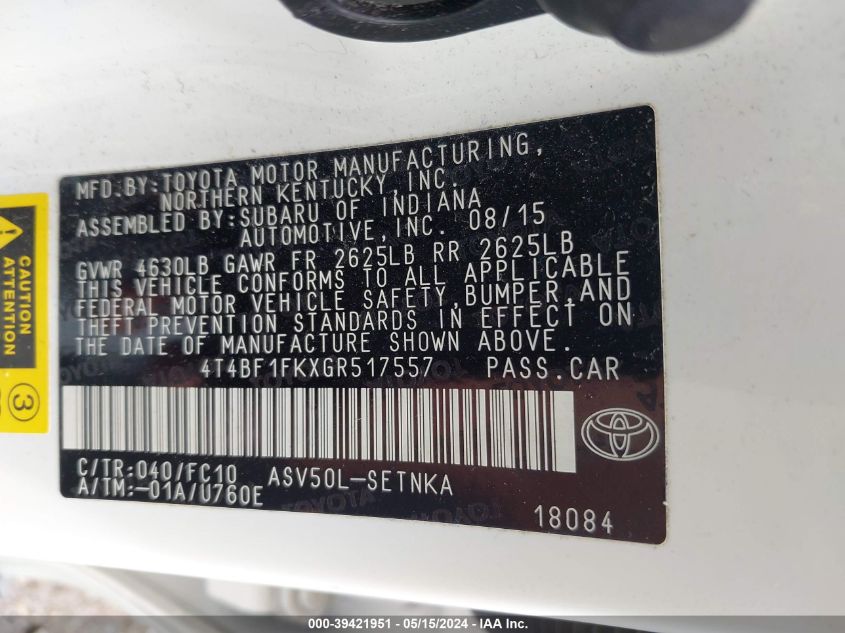 MFD.BY:TOYOTA MOTOR MANUFACTURING,
NORTHERN KENTUCKY,INC.
ASSEMBLED BY:SUBARU OF INDIANA
AUTOMOTIVE,INC. 08/15
GVWR 4630LB GAWR FR 2625LB RR 2625LB
THIS VEHICLE CONFORMS TO ALL APPLICABLE
FEDERAL MOTOR VEHICLE SAFETY,BUMPER,AND
THEFT PREVENTION STANDARDS IN EFFECT ON
THE DATE OF MANUFACTURE SHOWN ABOVE.
4T4BF1FKXGR517557 PASS.CAR
C/TR:040/FC10 ASV50L-SETNKA
A/TM:-01A/U760E
18084
CAUTION
ATTENTION
3
000-39421951 / 05/15/2024 - IAA Inc.